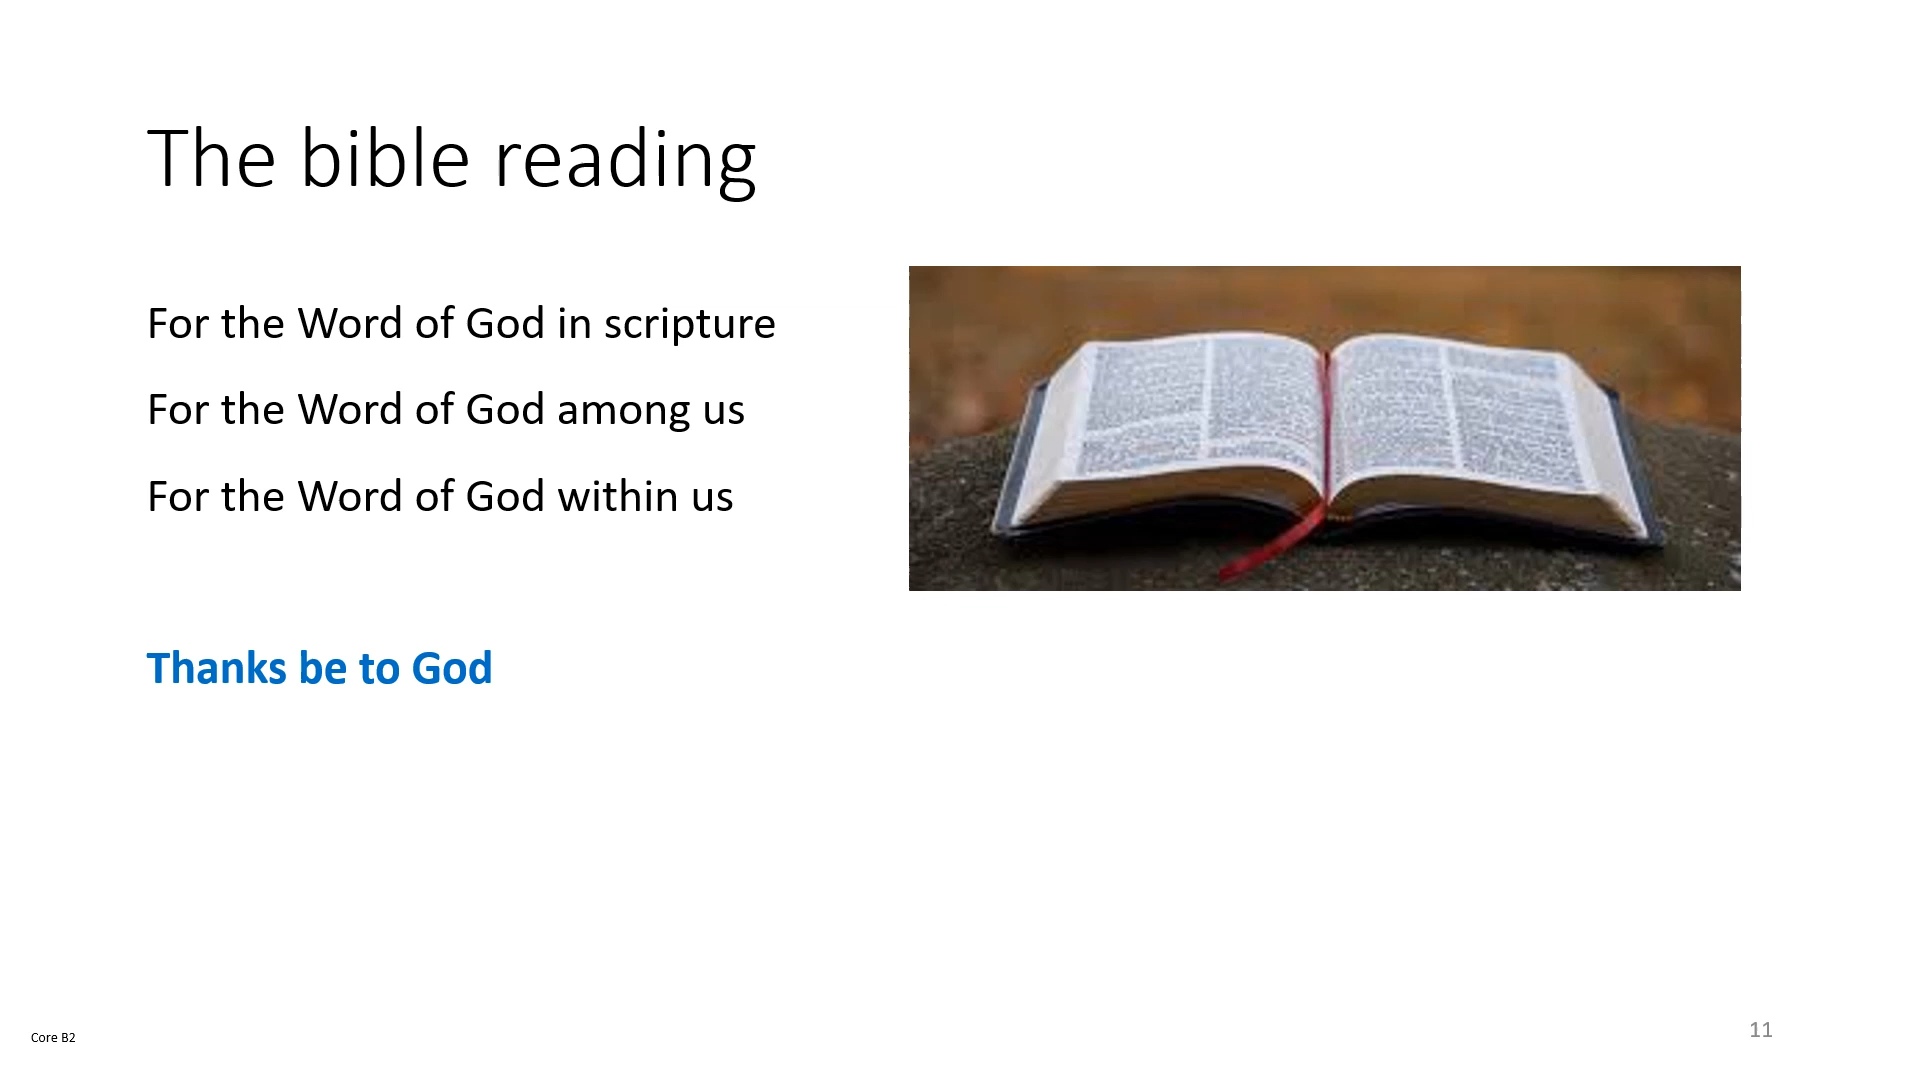 The bible reading
For the Word of God in scripture
For the Word of God among us
For the Word of God within us
Thanks be to God
Core B2
11